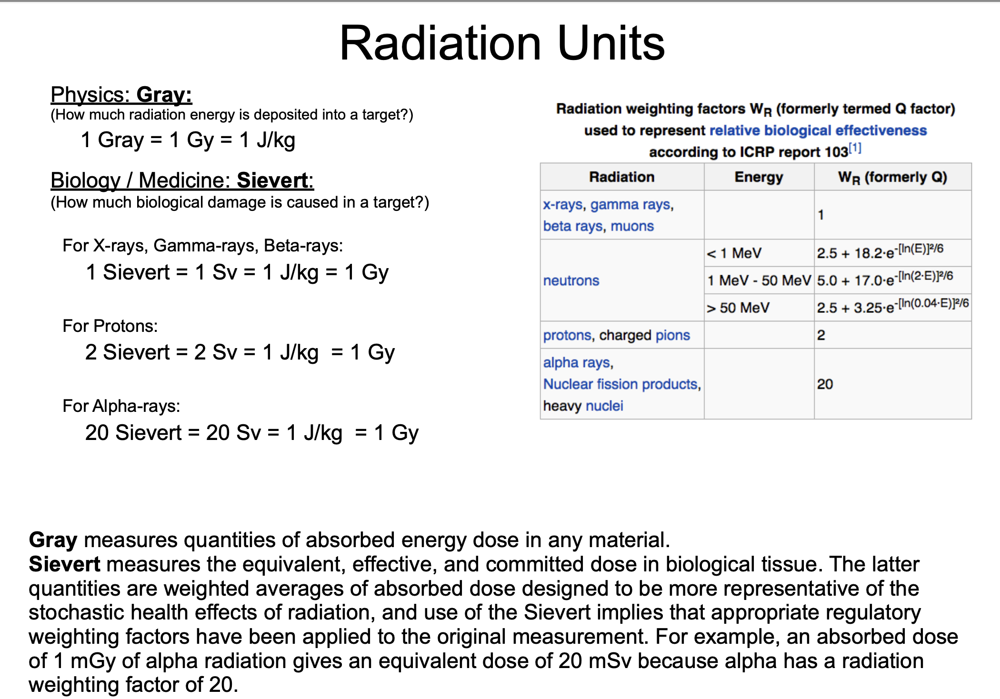 Radiation Units
Physics: Gray:
(How much radiation energy is deposited into a target?)
1 Gray = 1 Gy = 1 J/kg
Biology / Medicine: Sievert:
(How much biological damage is caused in a target?)
For X-rays, Gamma-rays, Beta-rays:
1 Sievert = 1 Sv = 1 J/kg = 1 Gy
For Protons:
2 Sievert = 2 Sv = 1 J/kg = 1 Gy
For Alpha-rays:
20 Sievert = 20 Sv = 1 J/kg = 1 Gy
Radiation weighting factors WR (formerly termed Q factor)
used to represent relative biological effectiveness
according to ICRP report 103[1]
Radiation Energy WR (formerly Q)
x-rays, gamma rays,
beta rays, muons
1
neutrons
< 1 MeV 2.5 + 18.2·e-[ln(E)]²/6
1 MeV - 50 MeV 5.0 + 17.0·e-[ln(2·E)]²/6
> 50 MeV 2.5 + 3.25·e-[ln(0.04·E)]²/6
protons, charged pions 2
alpha rays,
Nuclear fission products,
heavy nuclei
20
Gray measures quantities of absorbed energy dose in any material.
Sievert measures the equivalent, effective, and committed dose in biological tissue. The latter
quantities are weighted averages of absorbed dose designed to be more representative of the
stochastic health effects of radiation, and use of the Sievert implies that appropriate regulatory
weighting factors have been applied to the original measurement. For example, an absorbed dose
of 1 mGy of alpha radiation gives an equivalent dose of 20 mSv because alpha has a radiation
weighting factor of 20.